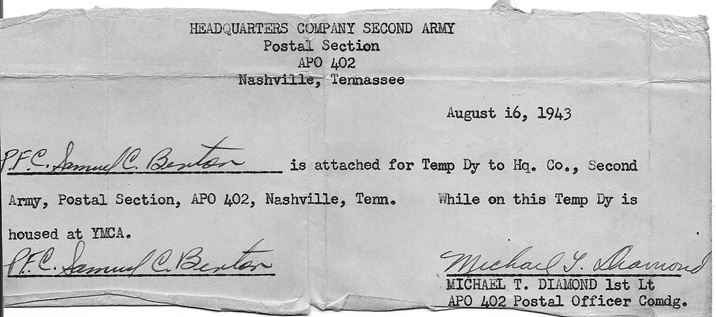 HEADQUARTERS COMPANY SECOND ARMY
Postal Section
APO 402
Nashville, Tennessee
August i6, 1943
P.F.C. Samuel C. Benton is attached for Temp Dy to Hq. Co., Second
Army, Postal Section, APO 402, Nashville, Tenn. While on this Temp Dy is
housed at YMCA.
P.F.C. Samuel C. Benton
Michael T. Diamond
MICHAEL T. DIAMOND 1st Lt
APO 402 Postal Officer Comdg.